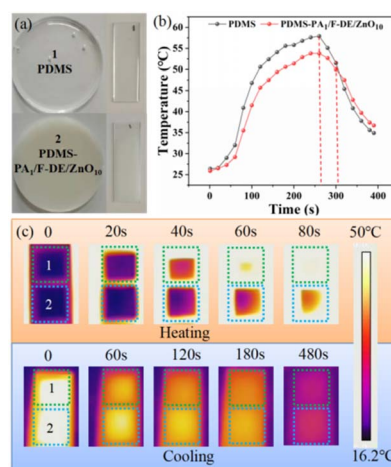 (a)
1
PDMS
2
PDMS-
PA₁/F-DE/ZnO₁₀
(b)
PDMS
PDMS-PA₁/F-DE/ZnO₁₀
Temperature (℃)
60
55
50
45
40
35
30
25
0 100 200 300 400
Time (s)
(c)
0 20s 40s 60s 80s
50℃
1
2
Heating
0 60s 120s 180s 480s
1
2
Cooling
16.2℃